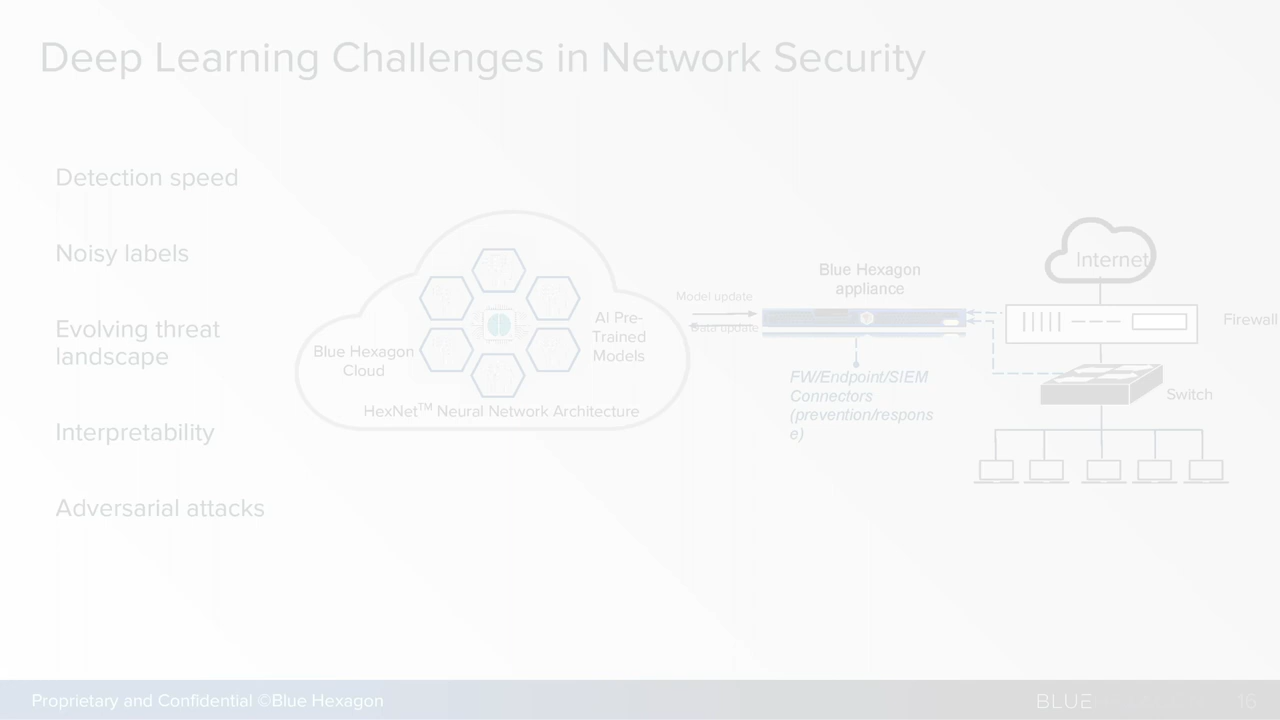 Deep Learning Challenges in Network Security
Detection speed
Noisy labels
Evolving threat
landscape
Interpretability
Adversarial attacks
Blue Hexagon
Cloud
AI Pre-
Trained
Models
HexNet™ Neural Network Architecture
Model update
Data update
Blue Hexagon
appliance
FW/Endpoint/SIEM
Connectors
(prevention/respons
e)
Internet
Firewall
Switch
Proprietary and Confidential ©Blue Hexagon
BLUE
16